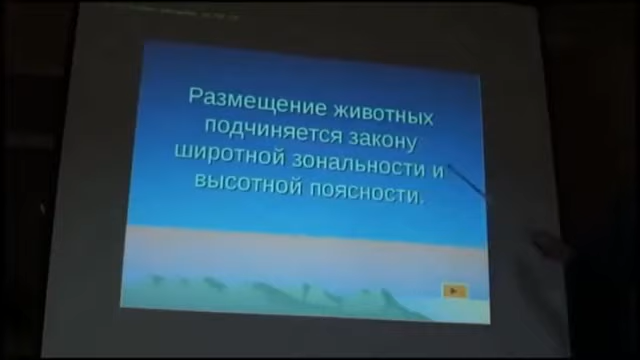 Размещение животных
подчиняется закону
широтной зональности и
высотной поясности.